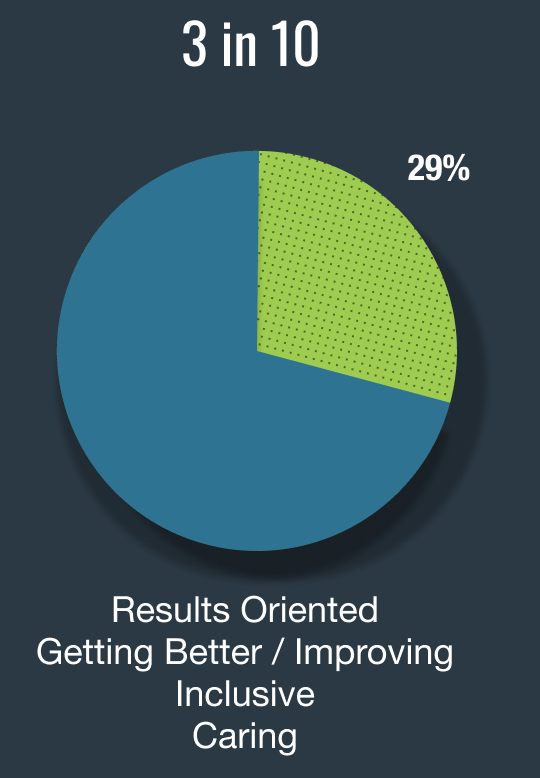 3 in 10
29%
Results Oriented
Getting Better / Improving
Inclusive
Caring